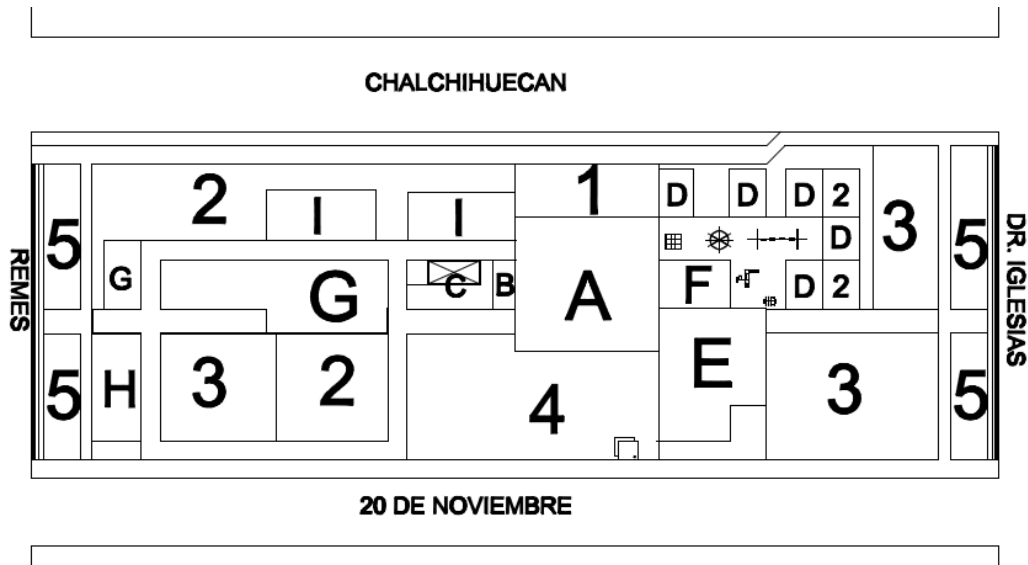 CHALCHIHUECAN
2 I I 1 D D D 2 3
5 5
REMES
DR. IGLESIAS
G G C B A F D D 2
5 H 3 2 4 E 3 5
20 DE NOVIEMBRE